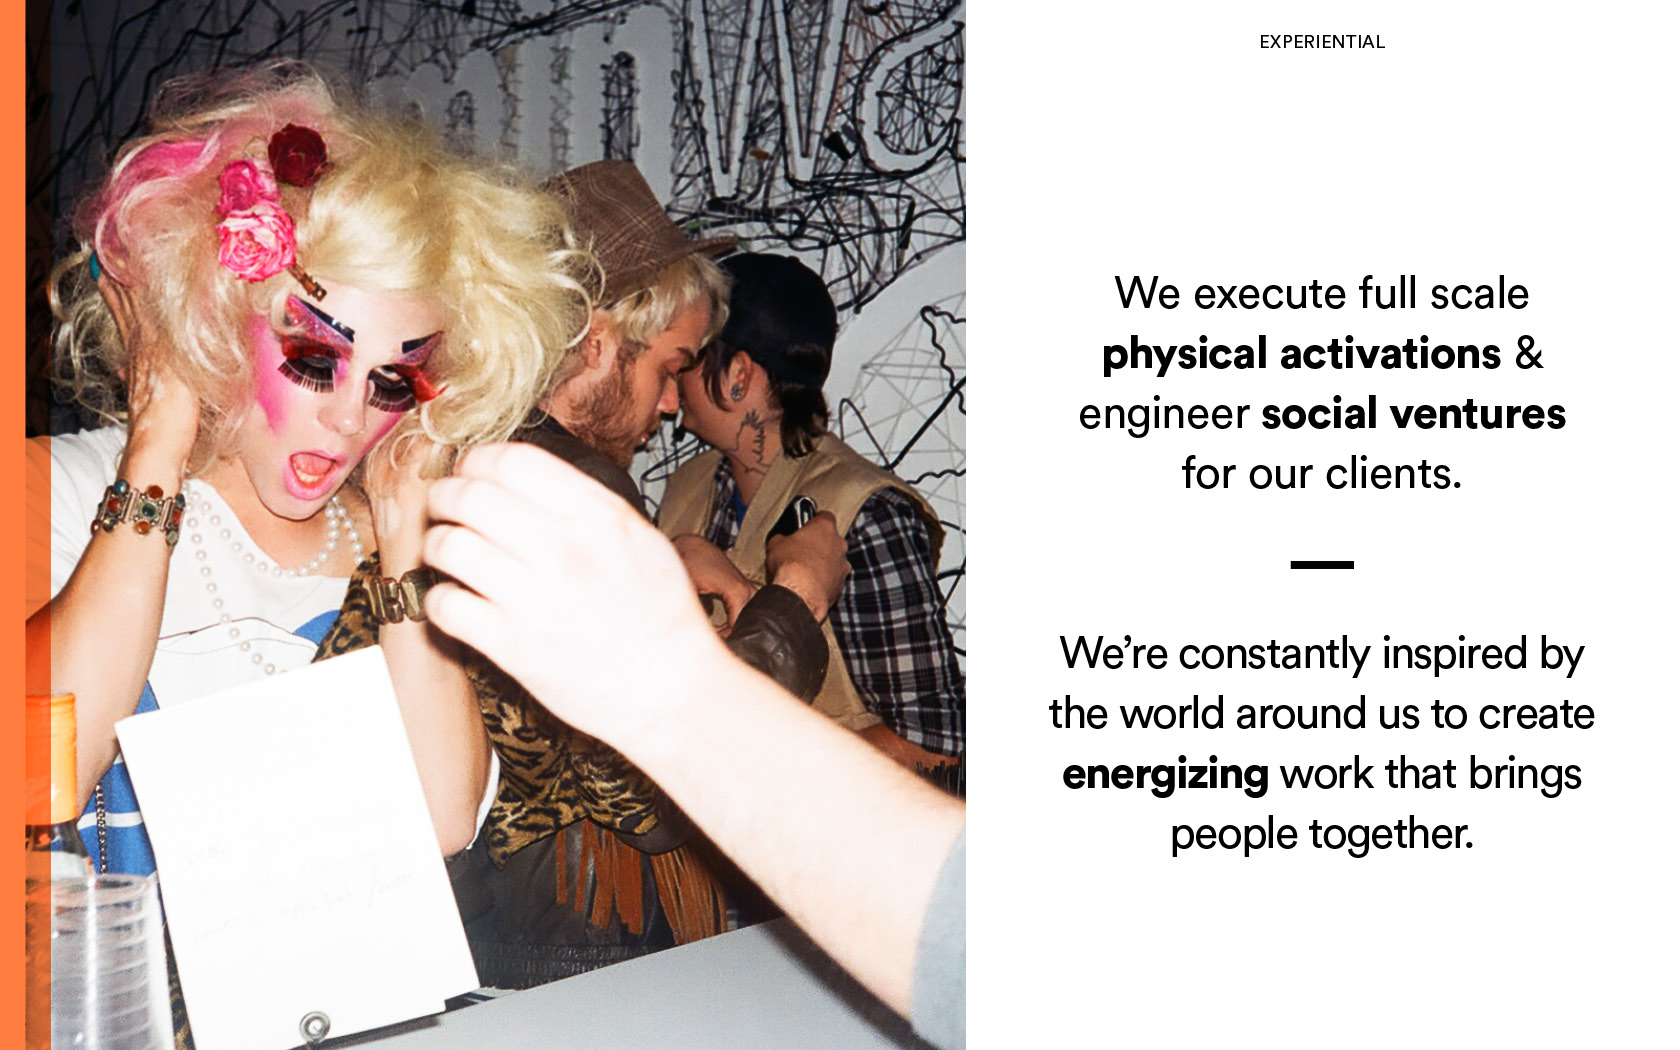 EXPERIENTIAL
We execute full scale
physical activations &
engineer social ventures
for our clients.
We’re constantly inspired by
the world around us to create
energizing work that brings
people together.